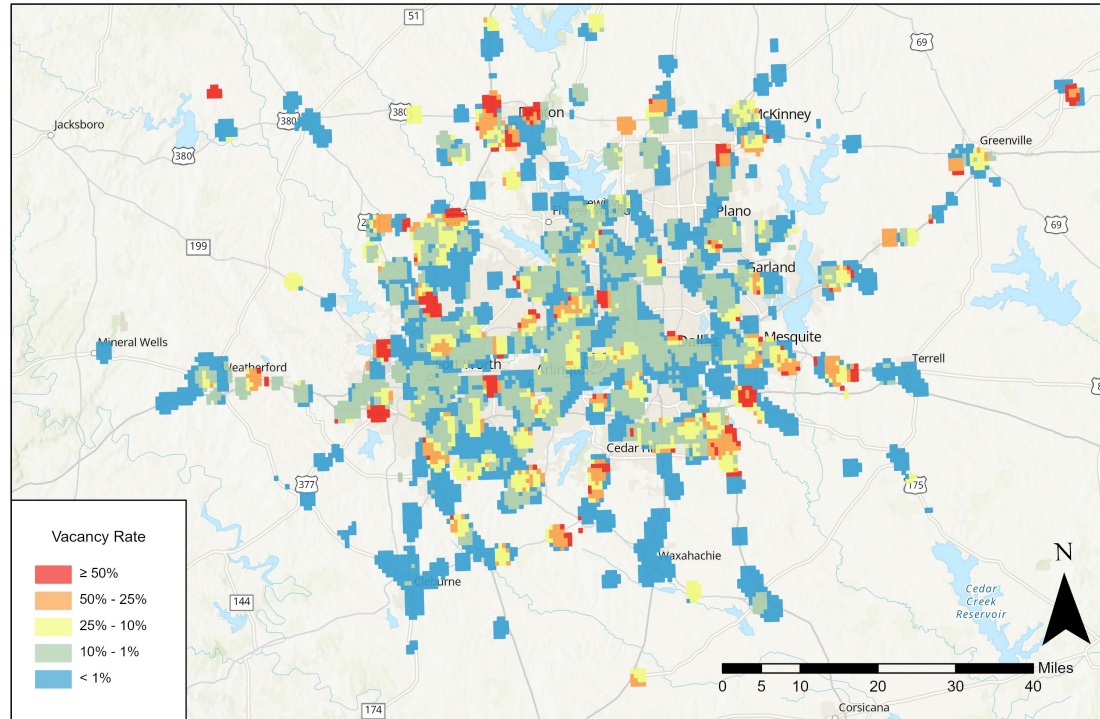 51
69
380
Denton
McKinney
Jacksboro
380
380
Greenville
Plano
69
199
Garland
Mineral Wells
Mesquite
Terrell
Weatherford
Dallas
Cedar Hill
377
175
Waxahachie
Cleburne
144
174
Corsicana
Cedar
Creek
Reservoir
Vacancy Rate
≥ 50%
50% - 25%
25% - 10%
10% - 1%
< 1%
N
Miles
0 5 10 20 30 40